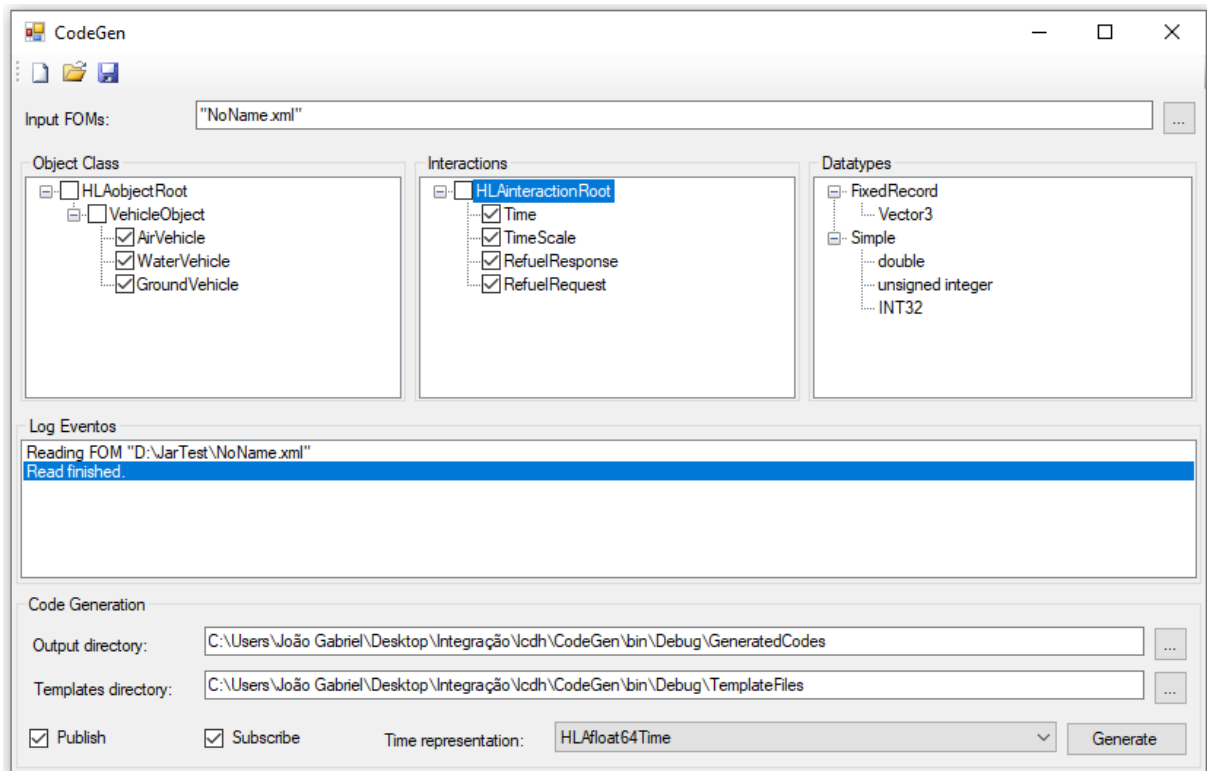 CodeGen
Input FOMs: "NoName.xml" ...
Object Class
HLAobjectRoot
VehicleObject
AirVehicle
WaterVehicle
GroundVehicle
Interactions
HLAinteractionRoot
Time
TimeScale
RefuelResponse
RefuelRequest
Datatypes
FixedRecord
Vector3
Simple
double
unsigned integer
INT32
Log Eventos
Reading FOM "D:\JarTest\NoName.xml"
Read finished.
Code Generation
Output directory: C:\Users\João Gabriel\Desktop\Integração\lcdh\CodeGen\bin\Debug\GeneratedCodes ...
Templates directory: C:\Users\João Gabriel\Desktop\Integração\lcdh\CodeGen\bin\Debug\TemplateFiles ...
Publish Subscribe Time representation: HLAfloat64Time Generate